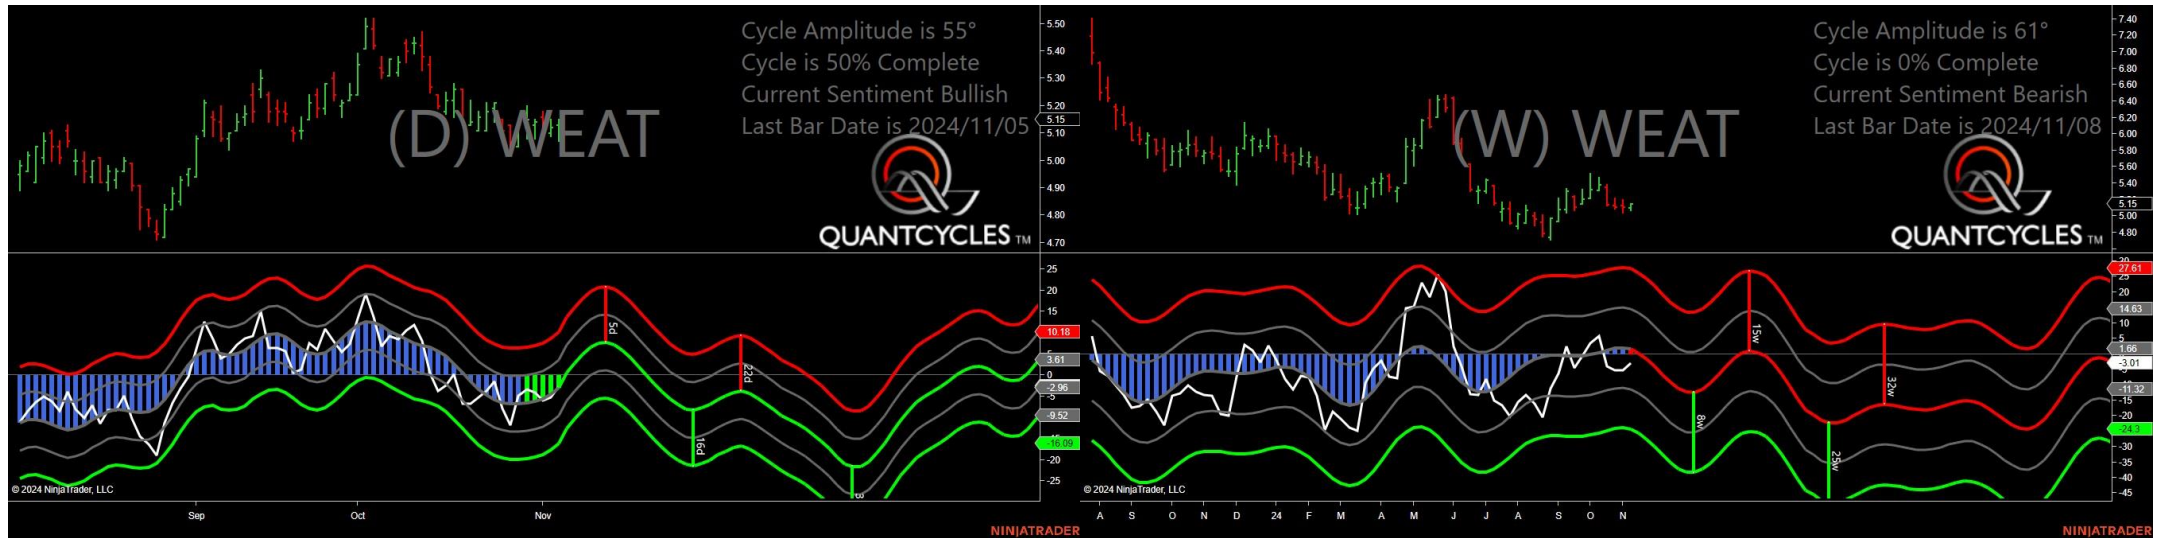 Cycle Amplitude is 55°
Cycle is 50% Complete
Current Sentiment Bullish
Last Bar Date is 2024/11/05
(D) WEAT
QUANTCYCLES TM
5.50
5.40
5.30
5.20
5.15
5.10
5.00
4.90
4.80
4.70
25
20
15
10.18
5
3.61
0
-2.96
-5
-9.52
-16.09
-20
-25
5d
16d
22d
© 2024 NinjaTrader, LLC
Sep
Oct
Nov
NINJATRADER
Cycle Amplitude is 61°
Cycle is 0% Complete
Current Sentiment Bearish
Last Bar Date is 2024/11/08
(W) WEAT
QUANTCYCLES TM
7.40
7.20
7.00
6.80
6.60
6.40
6.20
6.00
5.80
5.60
5.40
5.15
5.00
4.80
30
27.61
25
20
14.63
10
5
1.66
-3.01
-11.32
-15
-20
-24.3
-30
-35
-40
-45
15w
8w
32w
25w
© 2024 NinjaTrader, LLC
A S O N D 24 F M A M J J A S O N
NINJATRADER